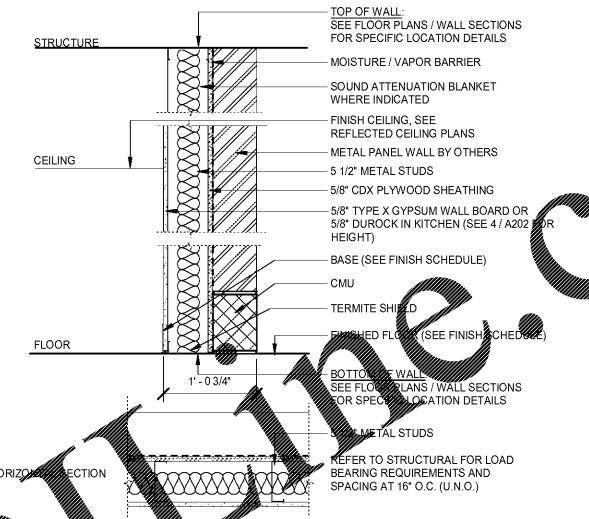 TOP OF WALL:
SEE FLOOR PLANS / WALL SECTIONS
FOR SPECIFIC LOCATION DETAILS
STRUCTURE
MOISTURE / VAPOR BARRIER
SOUND ATTENUATION BLANKET
WHERE INDICATED
FINISH CEILING, SEE
REFLECTED CEILING PLANS
METAL PANEL WALL BY OTHERS
CEILING
5 1/2" METAL STUDS
5/8" CDX PLYWOOD SHEATHING
5/8" TYPE X GYPSUM WALL BOARD OR
5/8" DUROCK IN KITCHEN (SEE 4 / A202 FOR
HEIGHT)
BASE (SEE FINISH SCHEDULE)
CMU
TERMITE SHIELD
FLOOR
FINISHED FLOOR (SEE FINISH SCHEDULE)
BOTTOM OF WALL
SEE FLOOR PLANS / WALL SECTIONS
FOR SPECIFIC LOCATION DETAILS
1' - 0 3/4"
5 1/2" METAL STUDS
REFER TO STRUCTURAL FOR LOAD
BEARING REQUIREMENTS AND
SPACING AT 16" O.C. (U.N.O.)
ORIZONTAL SECTION
Line.c